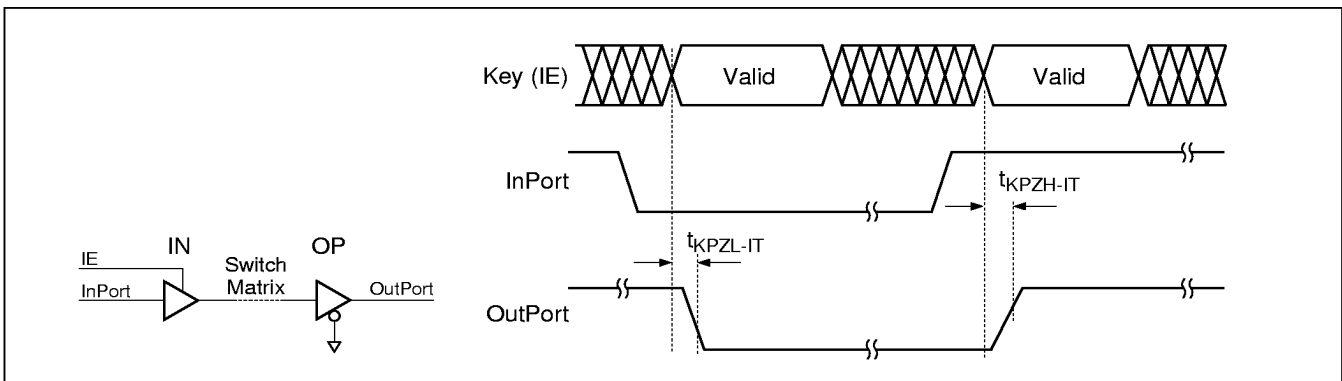 Key (IE)
Valid
Valid
InPort
tKPZH-IT
tKPZL-IT
OutPort
IN
OP
IE
Switch
Matrix
InPort
OutPort